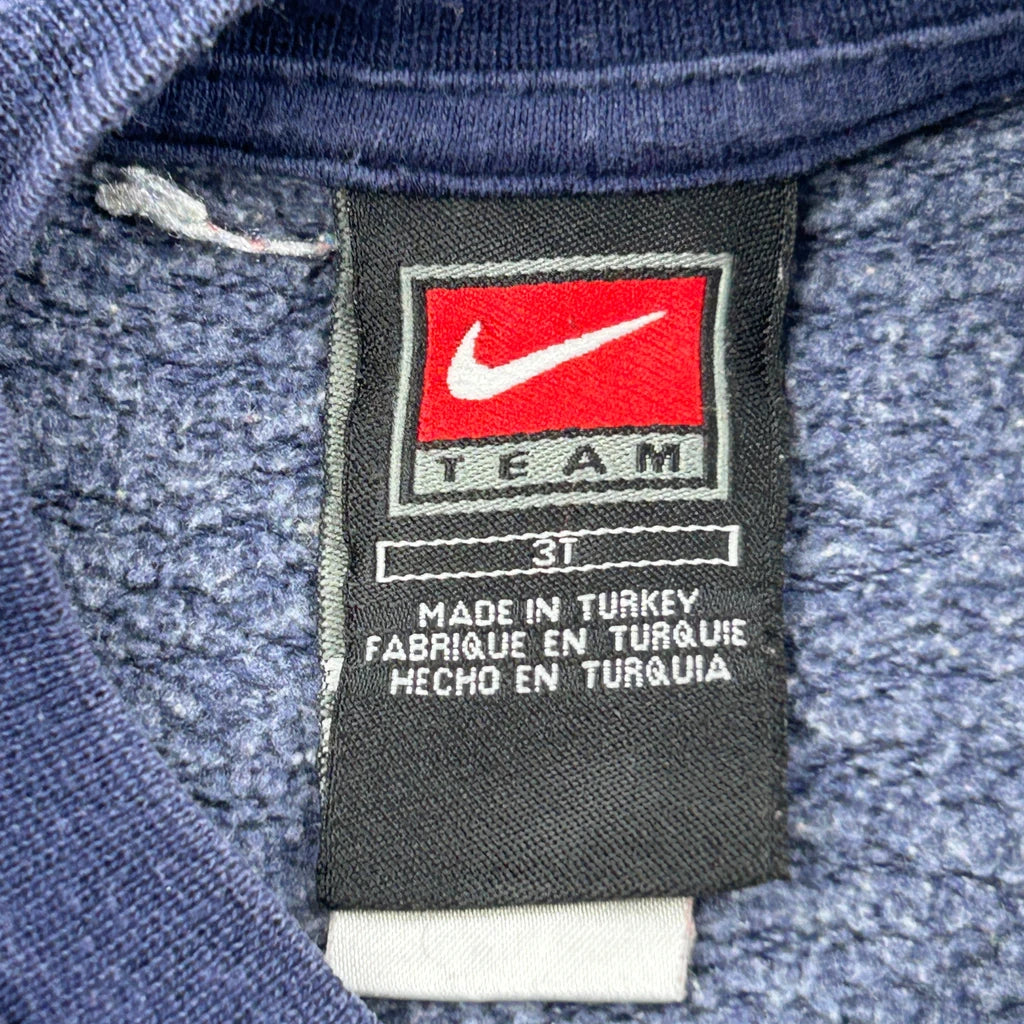 TEAM
3T
MADE IN TURKEY
FABRIQUE EN TURQUIE
HECHO EN TURQUIA